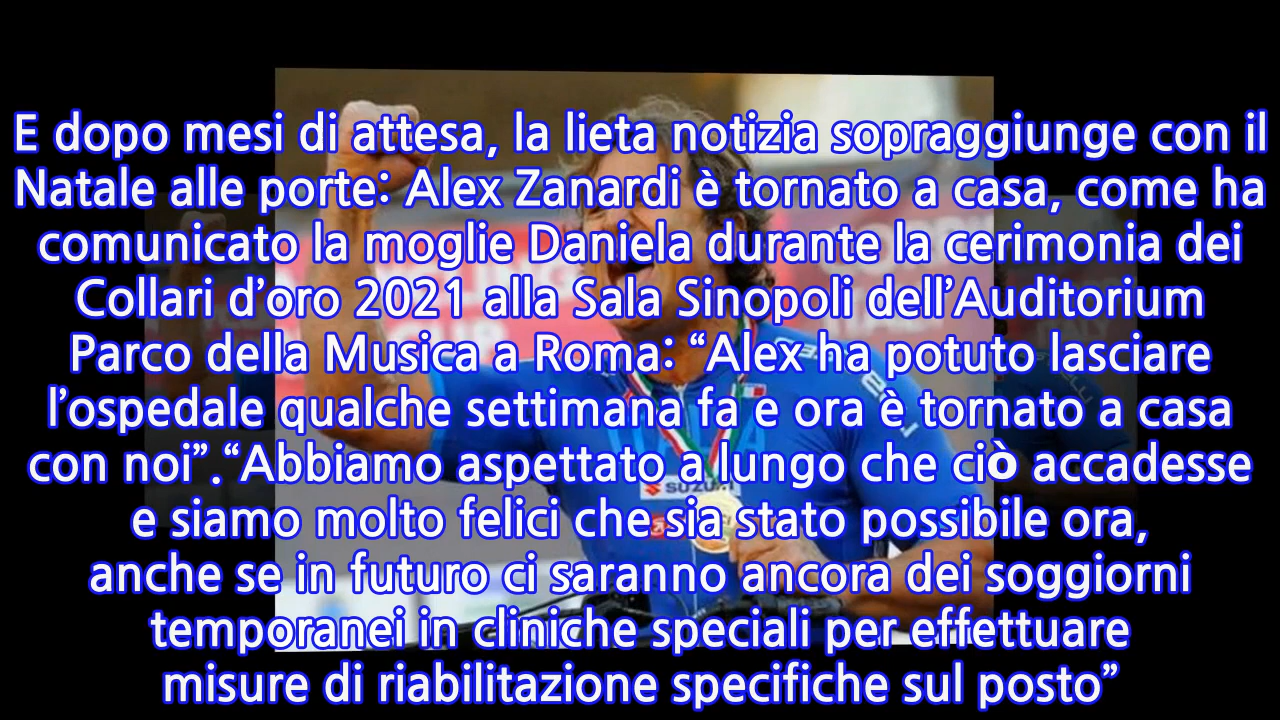 E dopo mesi di attesa, la lieta notizia sopraggiunge con il
Natale alle porte: Alex Zanardi è tornato a casa, come ha
comunicato la moglie Daniela durante la cerimonia dei
Collari d’oro 2021 alla Sala Sinopoli dell’Auditorium
Parco della Musica a Roma: “Alex ha potuto lasciare
l’ospedale qualche settimana fa e ora è tornato a casa
con noi”.“Abbiamo aspettato a lungo che ciò accadesse
e siamo molto felici che sia stato possibile ora,
anche se in futuro ci saranno ancora dei soggiorni
temporanei in cliniche speciali per effettuare
misure di riabilitazione specifiche sul posto”
SUZUKI